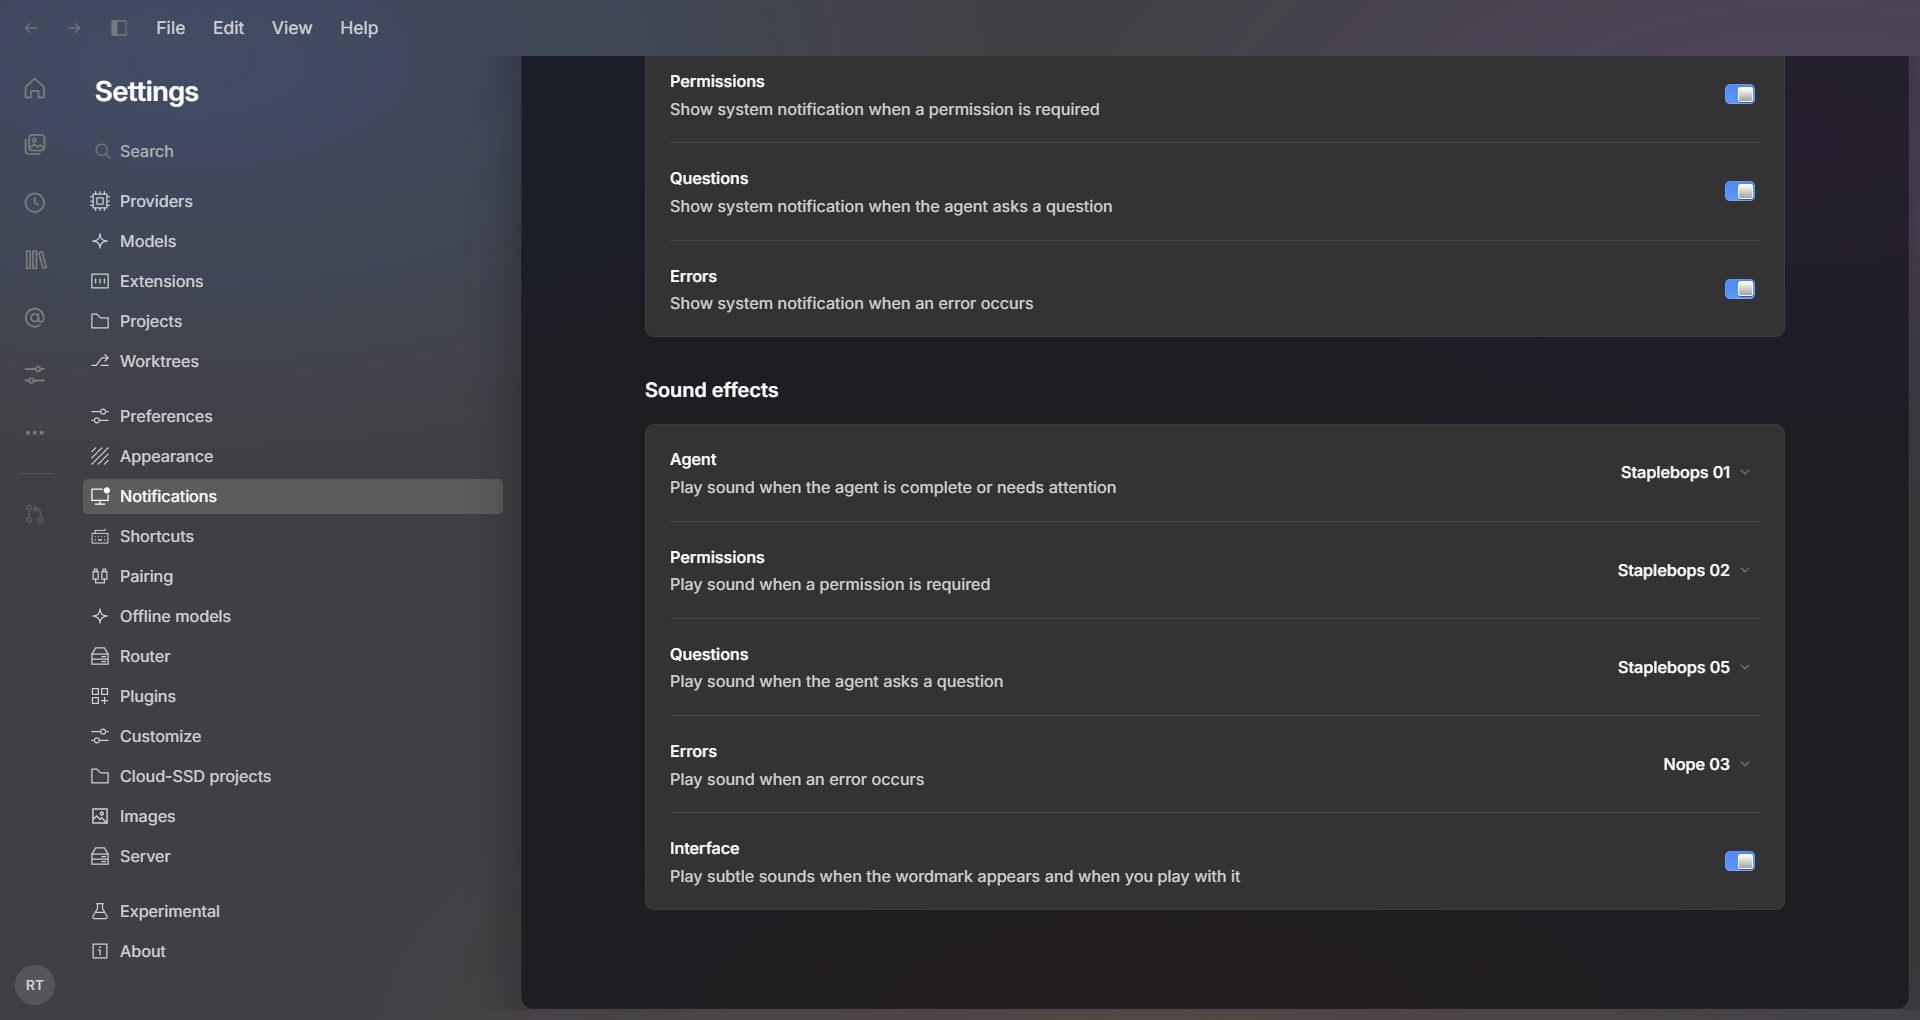 File Edit View Help
Settings
Search
Providers
Models
Extensions
Projects
Worktrees
Preferences
Appearance
Notifications
Shortcuts
Pairing
Offline models
Router
Plugins
Customize
Cloud-SSD projects
Images
Server
Experimental
About
RT
Permissions
Show system notification when a permission is required
Questions
Show system notification when the agent asks a question
Errors
Show system notification when an error occurs
Sound effects
Agent
Play sound when the agent is complete or needs attention
Staplebops 01
Permissions
Play sound when a permission is required
Staplebops 02
Questions
Play sound when the agent asks a question
Staplebops 05
Errors
Play sound when an error occurs
Nope 03
Interface
Play subtle sounds when the wordmark appears and when you play with it